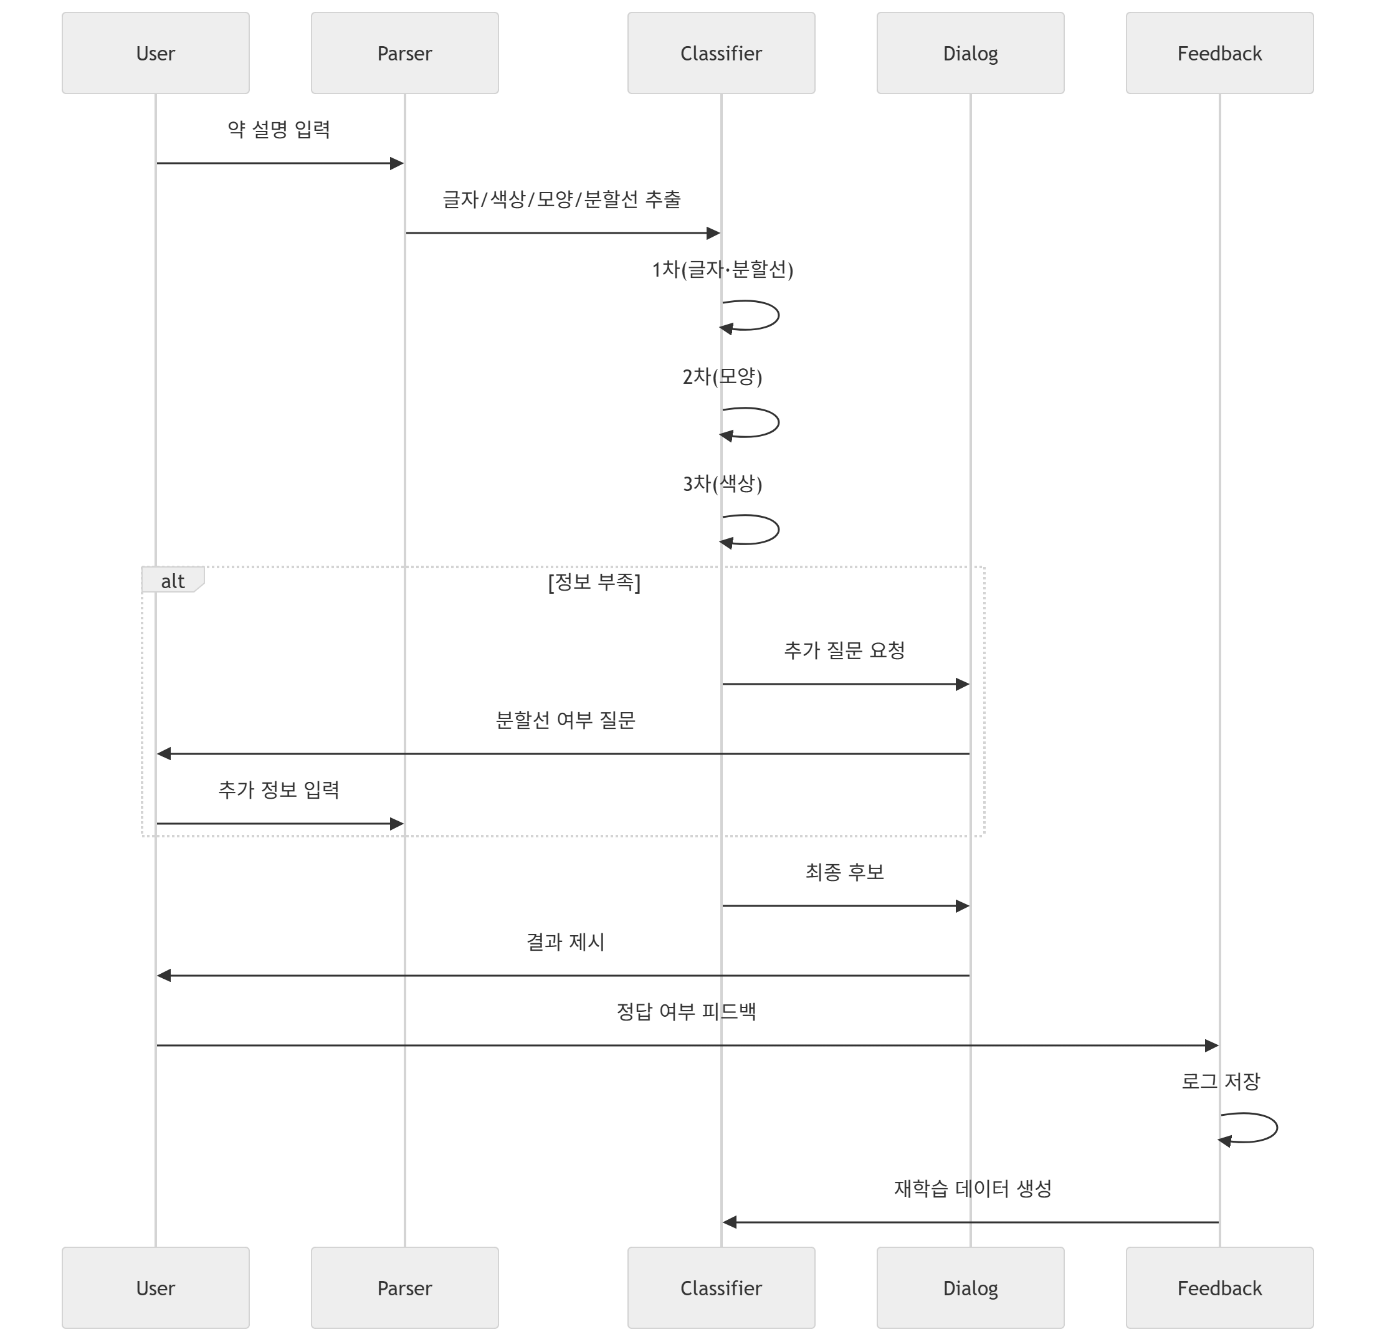 User
Parser
Classifier
Dialog
Feedback
약 설명 입력
글자/색상/모양/분할선 추출
1차(글자·분할선)
2차(모양)
3차(색상)
alt
[정보 부족]
추가 질문 요청
분할선 여부 질문
추가 정보 입력
최종 후보
결과 제시
정답 여부 피드백
로그 저장
재학습 데이터 생성
User
Parser
Classifier
Dialog
Feedback